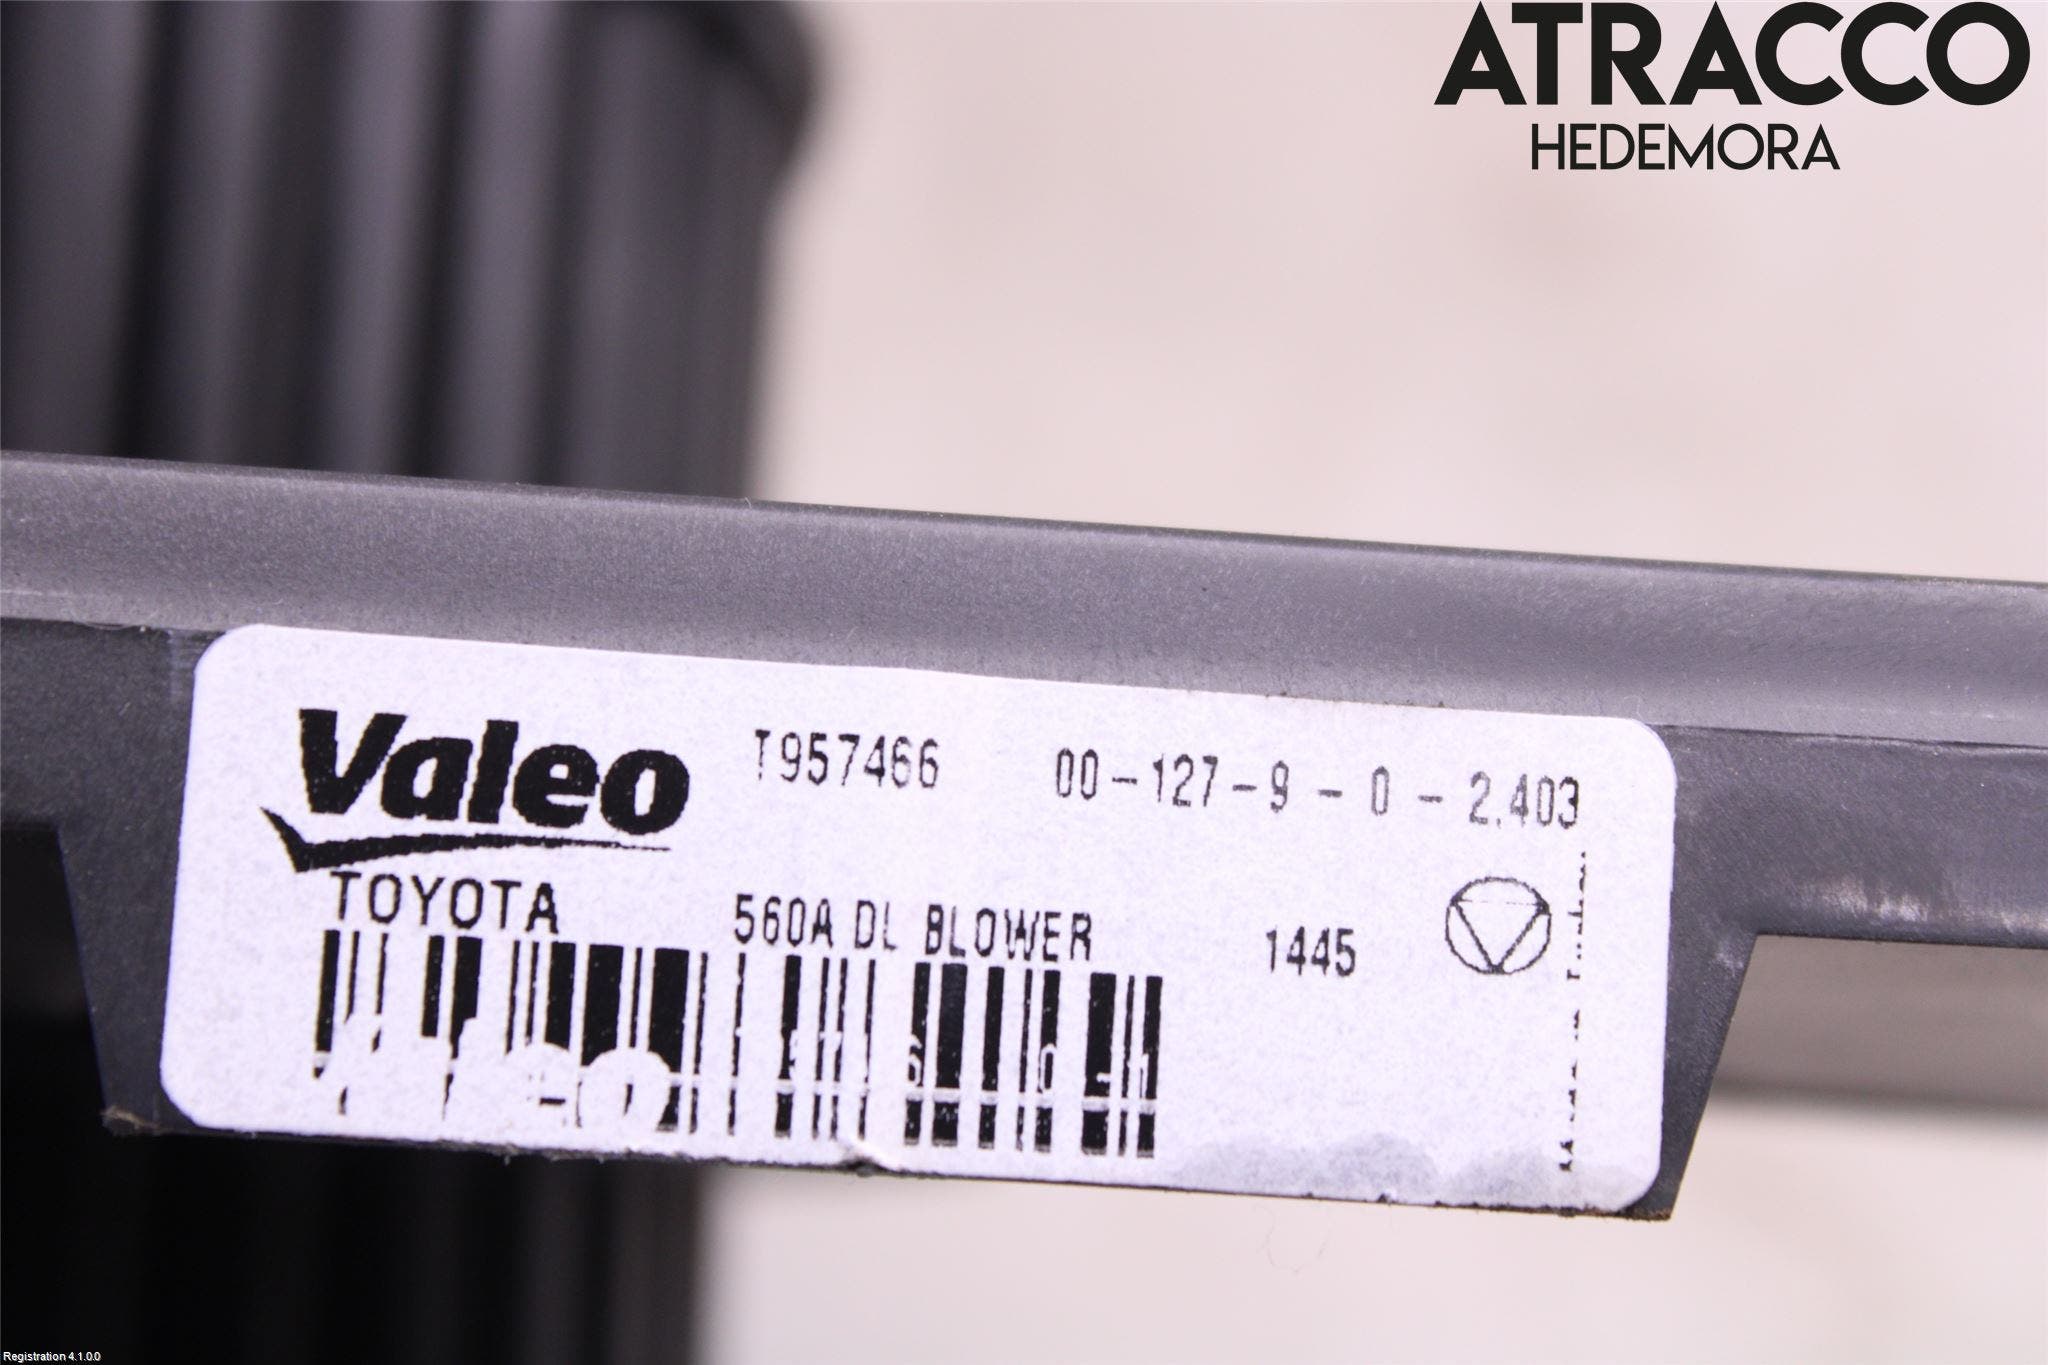 ATRACCO
HEDEMORA
Valeo T957466 00-127-9-0-2.403
TOYOTA 560A DL BLOWER 1445
Registration 4.1.0.0